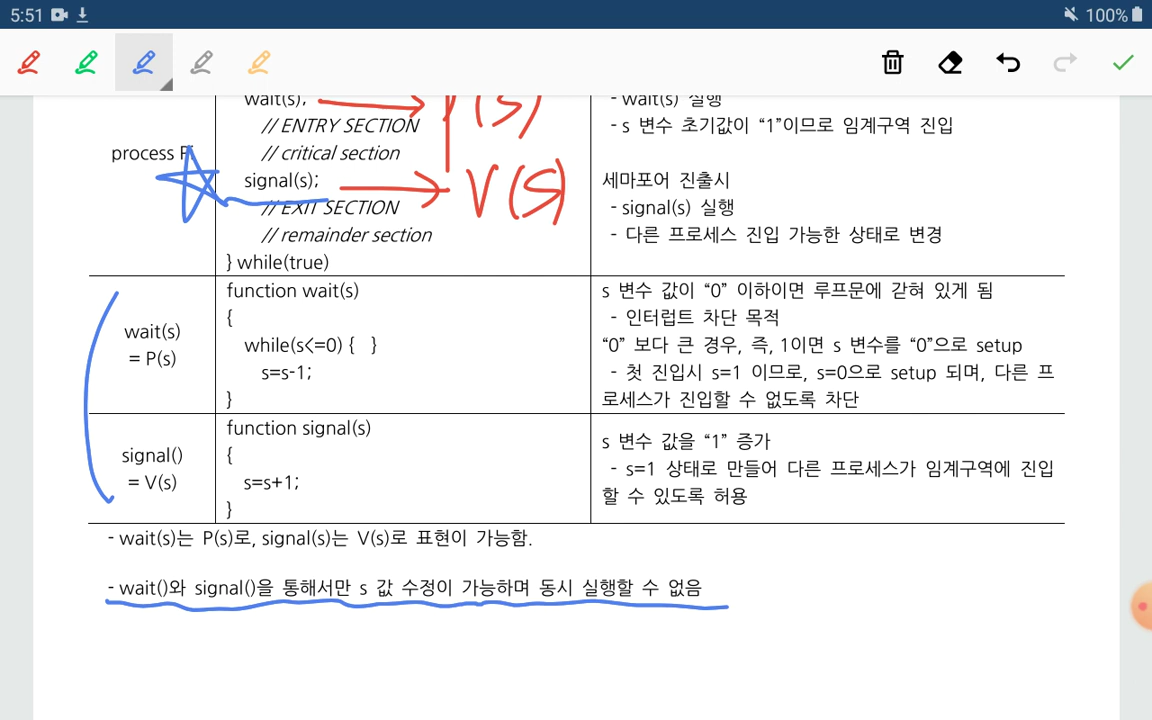 5:51
100%
wait(s);
// ENTRY SECTION
// critical section
process
signal(s);
// EXIT SECTION
// remainder section
} while(true)
P(S)
V(S)
- wait(s) 실행
- s 변수 초기값이 “1”이므로 임계구역 진입
세마포어 진출시
- signal(s) 실행
- 다른 프로세스 진입 가능한 상태로 변경
wait(s)
= P(s)
function wait(s)
{
while(s<=0) { }
s=s-1;
}
s 변수 값이 “0” 이하이면 루프문에 갇혀 있게 됨
- 인터럽트 차단 목적
“0” 보다 큰 경우, 즉, 1이면 s 변수를 “0”으로 setup
- 첫 진입시 s=1 이므로, s=0으로 setup 되며, 다른 프
로세스가 진입할 수 없도록 차단
signal()
= V(s)
function signal(s)
{
s=s+1;
}
s 변수 값을 “1” 증가
- s=1 상태로 만들어 다른 프로세스가 임계구역에 진입
할 수 있도록 허용
- wait(s)는 P(s)로, signal(s)는 V(s)로 표현이 가능함.
- wait()와 signal()을 통해서만 s 값 수정이 가능하며 동시 실행할 수 없음